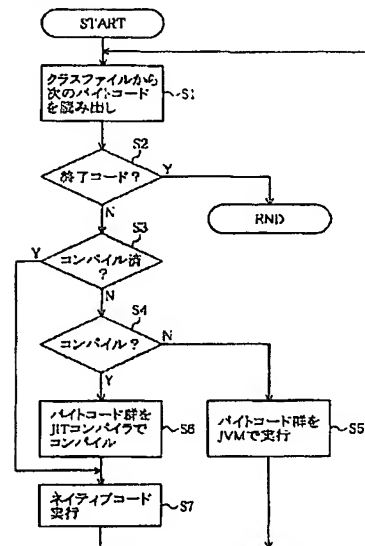 START
クラスファイルから
次のバイトコード
を読み出し
S1
S2
終了コード?
Y
N
END
S3
Y
コンパイル済
?
N
S4
コンパイル?
N
Y
バイトコード群を
JITコンパイラで
コンパイル
S6
バイトコード群を
JVMで実行
S5
ネイティブコード
実行
S7